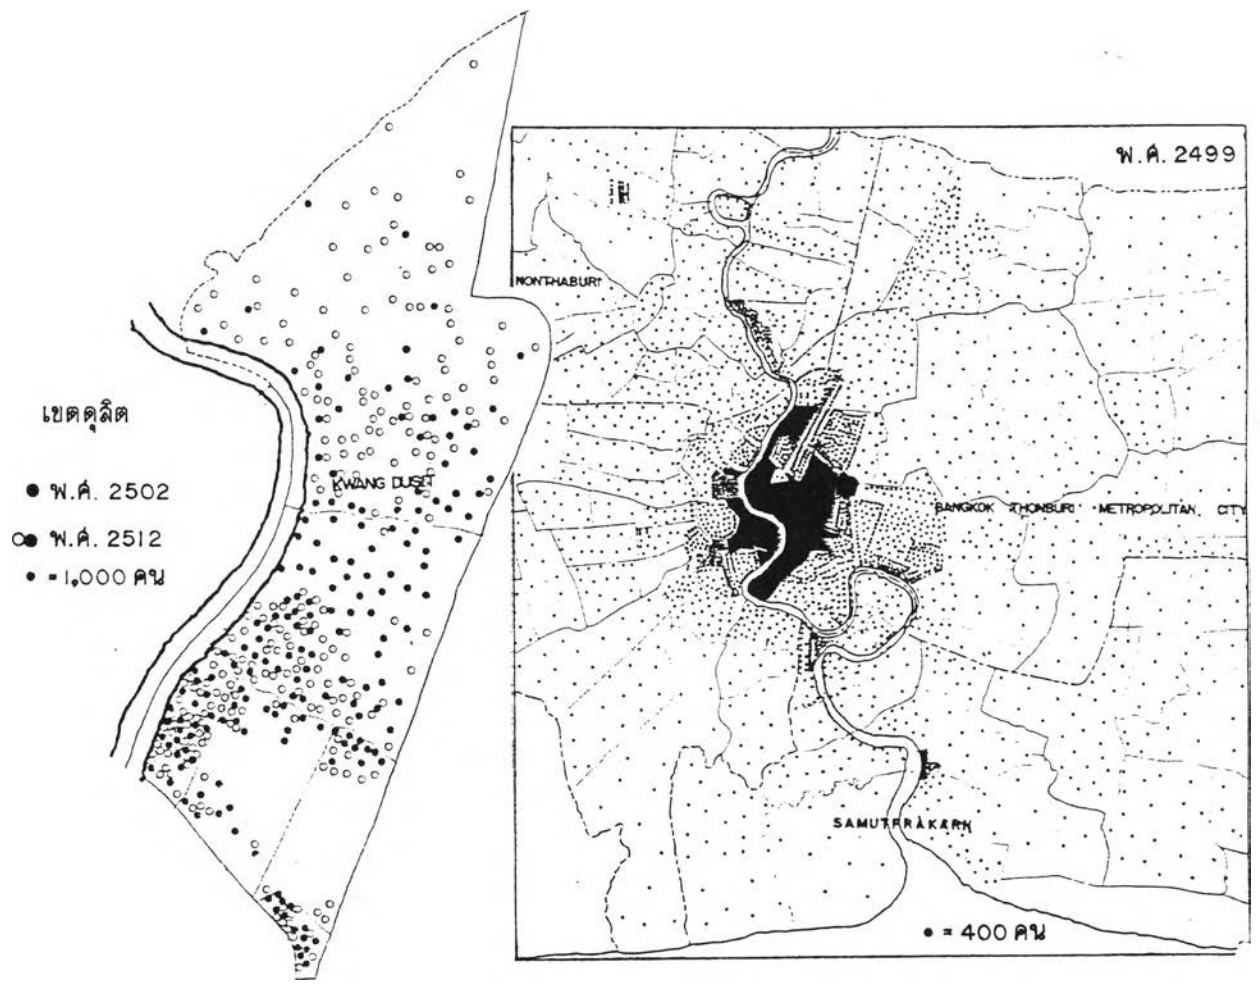 เขตดุสิต
● พ.ศ. 2502
○● พ.ศ. 2512
● = 1,000 คน
KWANG DUSIT
พ.ศ. 2499
NONTHABURI
BANGKOK THONBURI METROPOLITAN CITY
SAMUTPRAKARN
● = 400 คน